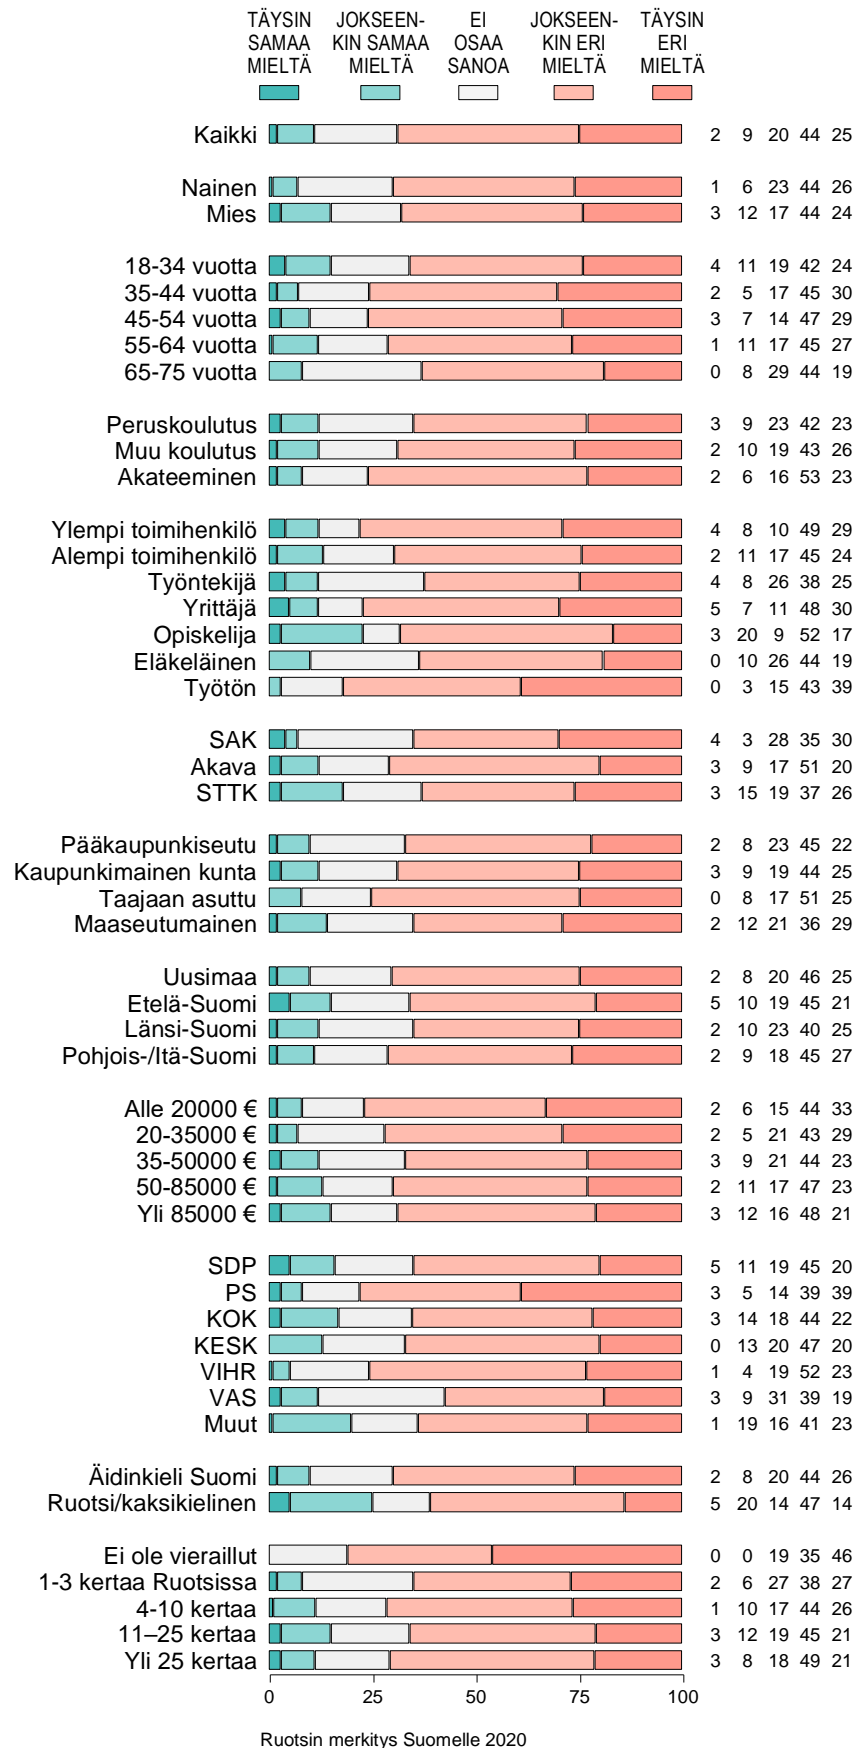 TÄYSIN JOKSEEN- EI JOKSEEN- TÄYSIN
SAMAA KIN SAMAA OSAA KIN ERI ERI
MIELTÄ MIELTÄ SANOA MIELTÄ MIELTÄ
Kaikki 2 9 20 44 25
Nainen 1 6 23 44 26
Mies 3 12 17 44 24
18-34 vuotta 4 11 19 42 24
35-44 vuotta 2 5 17 45 30
45-54 vuotta 3 7 14 47 29
55-64 vuotta 1 11 17 45 27
65-75 vuotta 0 8 29 44 19
Peruskoulutus 3 9 23 42 23
Muu koulutus 2 10 19 43 26
Akateeminen 2 6 16 53 23
Ylempi toimihenkilö 4 8 10 49 29
Alempi toimihenkilö 2 11 17 45 24
Työntekijä 4 8 26 38 25
Yrittäjä 5 7 11 48 30
Opiskelija 3 20 9 52 17
Eläkeläinen 0 10 26 44 19
Työtön 0 3 15 43 39
SAK 4 3 28 35 30
Akava 3 9 17 51 20
STTK 3 15 19 37 26
Pääkaupunkiseutu 2 8 23 45 22
Kaupunkimainen kunta 3 9 19 44 25
Taajaan asuttu 0 8 17 51 25
Maaseutumainen 2 12 21 36 29
Uusimaa 2 8 20 46 25
Etelä-Suomi 5 10 19 45 21
Länsi-Suomi 2 10 23 40 25
Pohjois-/Itä-Suomi 2 9 18 45 27
Alle 20000 € 2 6 15 44 33
20-35000 € 2 5 21 43 29
35-50000 € 3 9 21 44 23
50-85000 € 2 11 17 47 23
Yli 85000 € 3 12 16 48 21
SDP 5 11 19 45 20
PS 3 5 14 39 39
KOK 3 14 18 44 22
KESK 0 13 20 47 20
VIHR 1 4 19 52 23
VAS 3 9 31 39 19
Muut 1 19 16 41 23
Äidinkieli Suomi 2 8 20 44 26
Ruotsi/kaksikielinen 5 20 14 47 14
Ei ole vieraillut 0 0 19 35 46
1-3 kertaa Ruotsissa 2 6 27 38 27
4-10 kertaa 1 10 17 44 26
11–25 kertaa 3 12 19 45 21
Yli 25 kertaa 3 8 18 49 21
0 25 50 75 100
Ruotsin merkitys Suomelle 2020